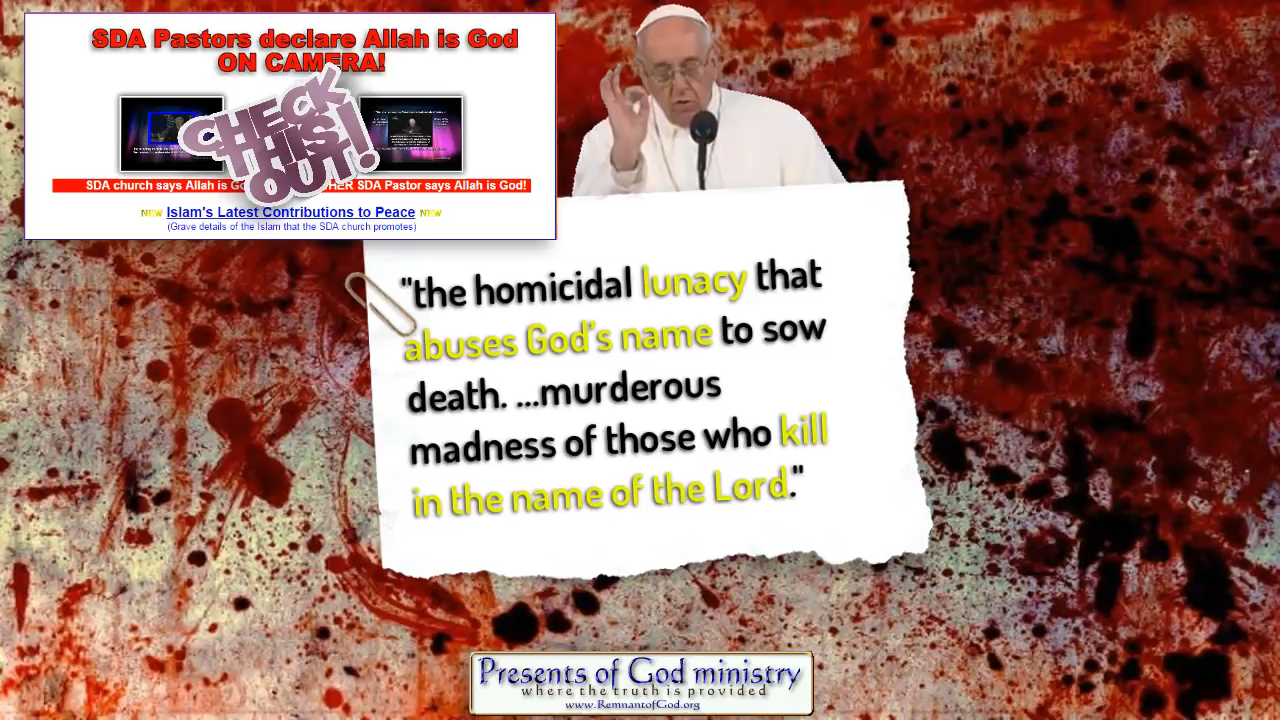 SDA Pastors declare Allah is God
ON CAMERA!
CHECK
THIS
OUT!
SDA church says Allah is
SDA Pastor says Allah is God!
NEW Islam's Latest Contributions to Peace NEW
(Grave details of the Islam that the SDA church promotes)
"the homicidal lunacy that
abuses God's name to sow
death. ...murderous
madness of those who kill
in the name of the Lord."
Presents of God ministry
where the truth is provided
www.RemnantofGod.org